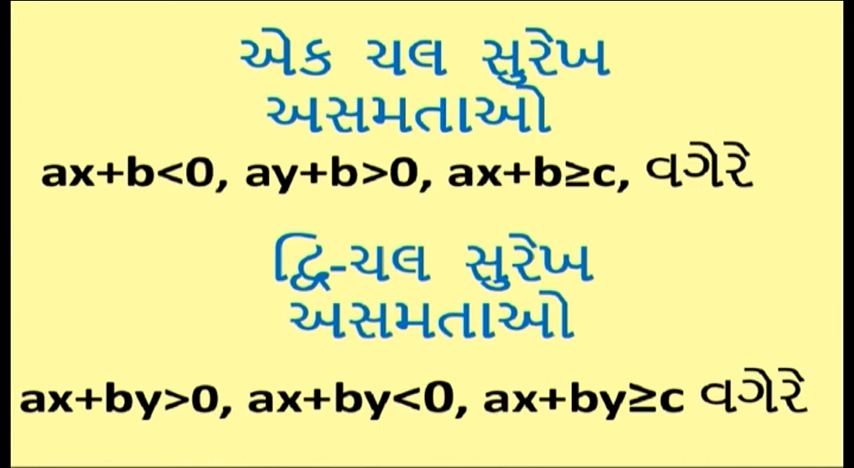 એક ચલ સુરેખ
અસમતાઓ
ax+b<0, ay+b>0, ax+b≥c, વગેરે
દ્વિ-ચલ સુરેખ
અસમતાઓ
ax+by>0, ax+by<0, ax+by≥c વગેરે